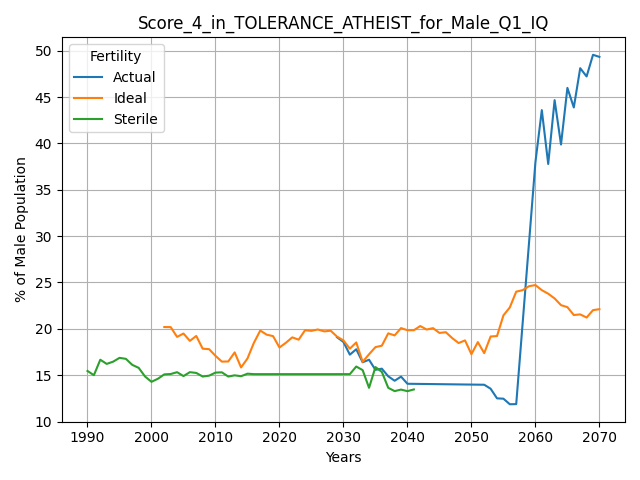 Score_4_in_TOLERANCE_ATHEIST_for_Male_Q1_IQ
Fertility
Actual
Ideal
Sterile
% of Male Population
50
45
40
35
30
25
20
15
10
1990 2000 2010 2020 2030 2040 2050 2060 2070
Years